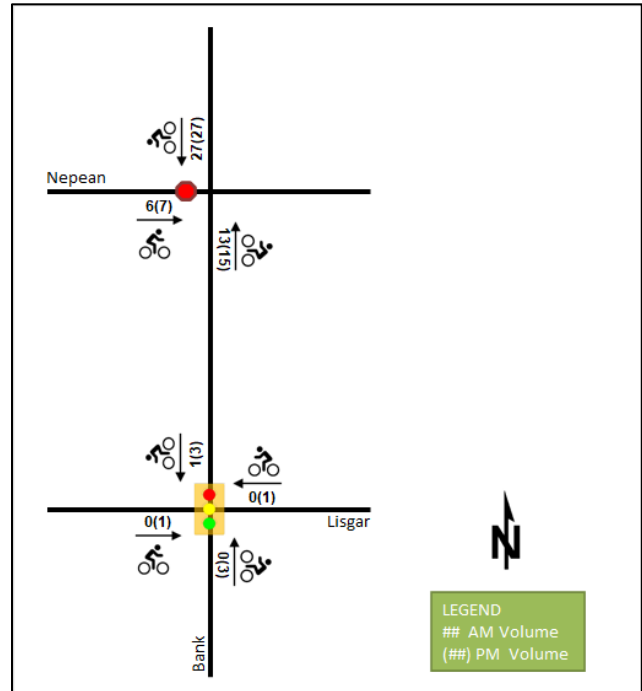 27(27)
Nepean
6(7)
13(15)
1(3)
0(1)
0(1)
Lisgar
0(3)
Bank
N
LEGEND
## AM Volume
(##) PM Volume